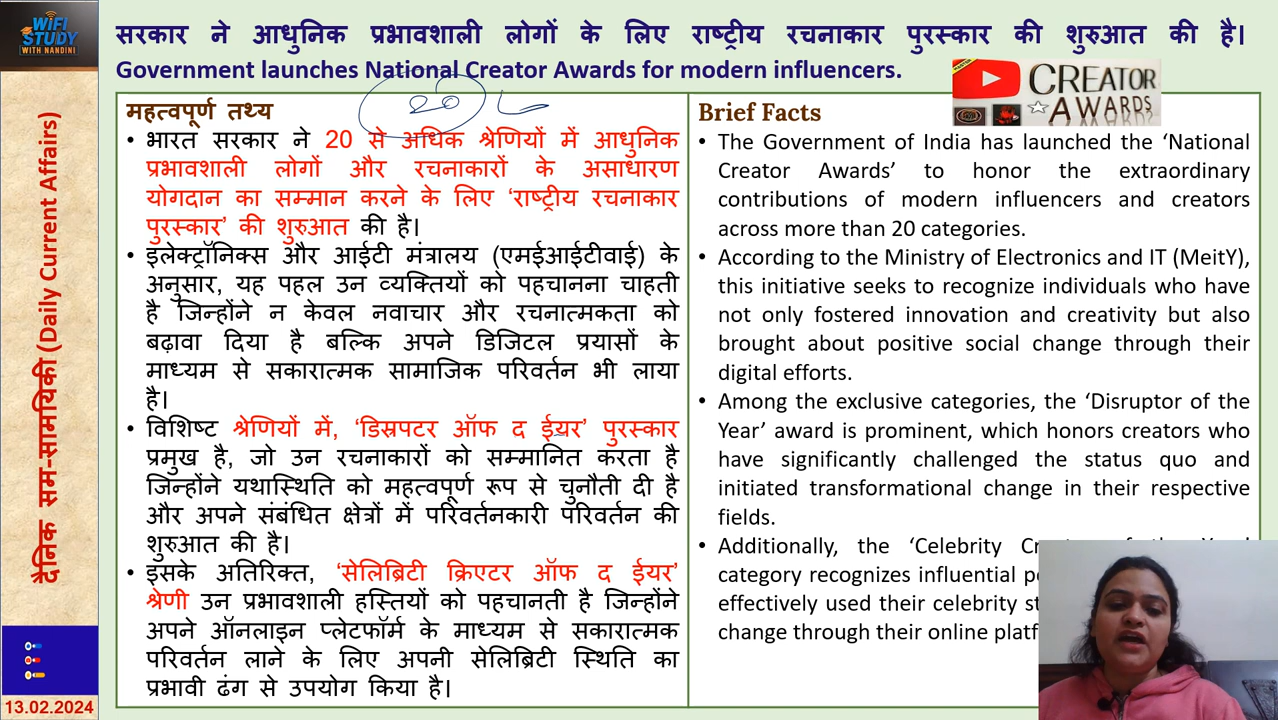 WiFi
STUDY
WITH NANDINI
सरकार ने आधुनिक प्रभावशाली लोगों के लिए राष्ट्रीय रचनाकार पुरस्कार की शुरुआत की है।
Government launches National Creator Awards for modern influencers.
CREATOR
AWARDS
दैनिक सम-सामयिकी (Daily Current Affairs)
20
महत्वपूर्ण तथ्य
• भारत सरकार ने 20 से अधिक श्रेणियों में आधुनिक
प्रभावशाली लोगों और रचनाकारों के असाधारण
योगदान का सम्मान करने के लिए ‘राष्ट्रीय रचनाकार
पुरस्कार’ की शुरुआत की है।
• इलेक्ट्रॉनिक्स और आईटी मंत्रालय (एमईआईटीवाई) के
अनुसार, यह पहल उन व्यक्तियों को पहचानना चाहती
है जिन्होंने न केवल नवाचार और रचनात्मकता को
बढ़ावा दिया है बल्कि अपने डिजिटल प्रयासों के
माध्यम से सकारात्मक सामाजिक परिवर्तन भी लाया
है।
• विशिष्ट श्रेणियों में, ‘डिस्रपटर ऑफ द ईयर’ पुरस्कार
प्रमुख है, जो उन रचनाकारों को सम्मानित करता है
जिन्होंने यथास्थिति को महत्वपूर्ण रूप से चुनौती दी है
और अपने संबंधित क्षेत्रों में परिवर्तनकारी परिवर्तन की
शुरुआत की है।
• इसके अतिरिक्त, ‘सेलिब्रिटी क्रिएटर ऑफ द ईयर’
श्रेणी उन प्रभावशाली हस्तियों को पहचानती है जिन्होंने
अपने ऑनलाइन प्लेटफॉर्म के माध्यम से सकारात्मक
परिवर्तन लाने के लिए अपनी सेलिब्रिटी स्थिति का
प्रभावी ढंग से उपयोग किया है।
Brief Facts
• The Government of India has launched the ‘National
Creator Awards’ to honor the extraordinary
contributions of modern influencers and creators
across more than 20 categories.
• According to the Ministry of Electronics and IT (MeitY),
this initiative seeks to recognize individuals who have
not only fostered innovation and creativity but also
brought about positive social change through their
digital efforts.
• Among the exclusive categories, the ‘Disruptor of the
Year’ award is prominent, which honors creators who
have significantly challenged the status quo and
initiated transformational change in their respective
fields.
• Additionally, the ‘Celebrity
category recognizes influential
effectively used their celebrity
change through their online
13.02.2024